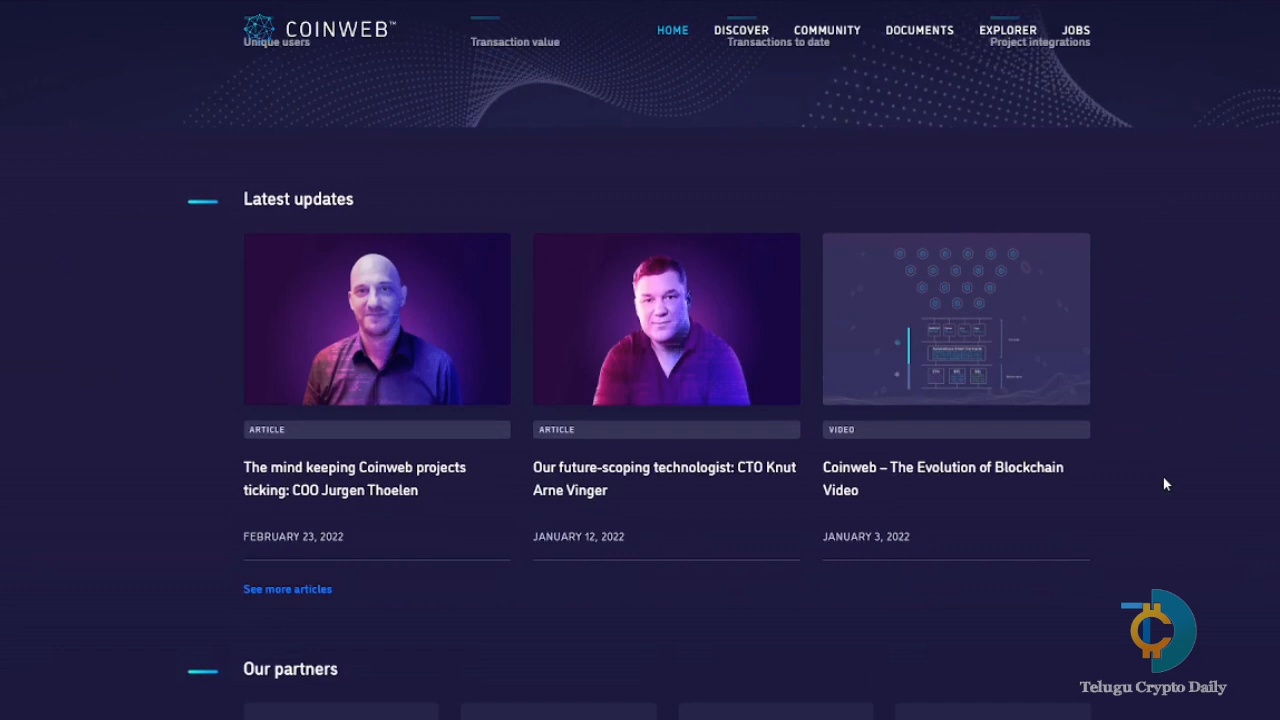 COINWEB™
HOME DISCOVER COMMUNITY DOCUMENTS EXPLORER JOBS
Unique users Transaction value Transactions to date Project integrations
Latest updates
ARTICLE
The mind keeping Coinweb projects
ticking: COO Jurgen Thoelen
FEBRUARY 23, 2022
ARTICLE
Our future-scoping technologist: CTO Knut
Arne Vinger
JANUARY 12, 2022
VIDEO
Coinweb – The Evolution of Blockchain
Video
JANUARY 3, 2022
See more articles
Our partners
Telugu Crypto Daily